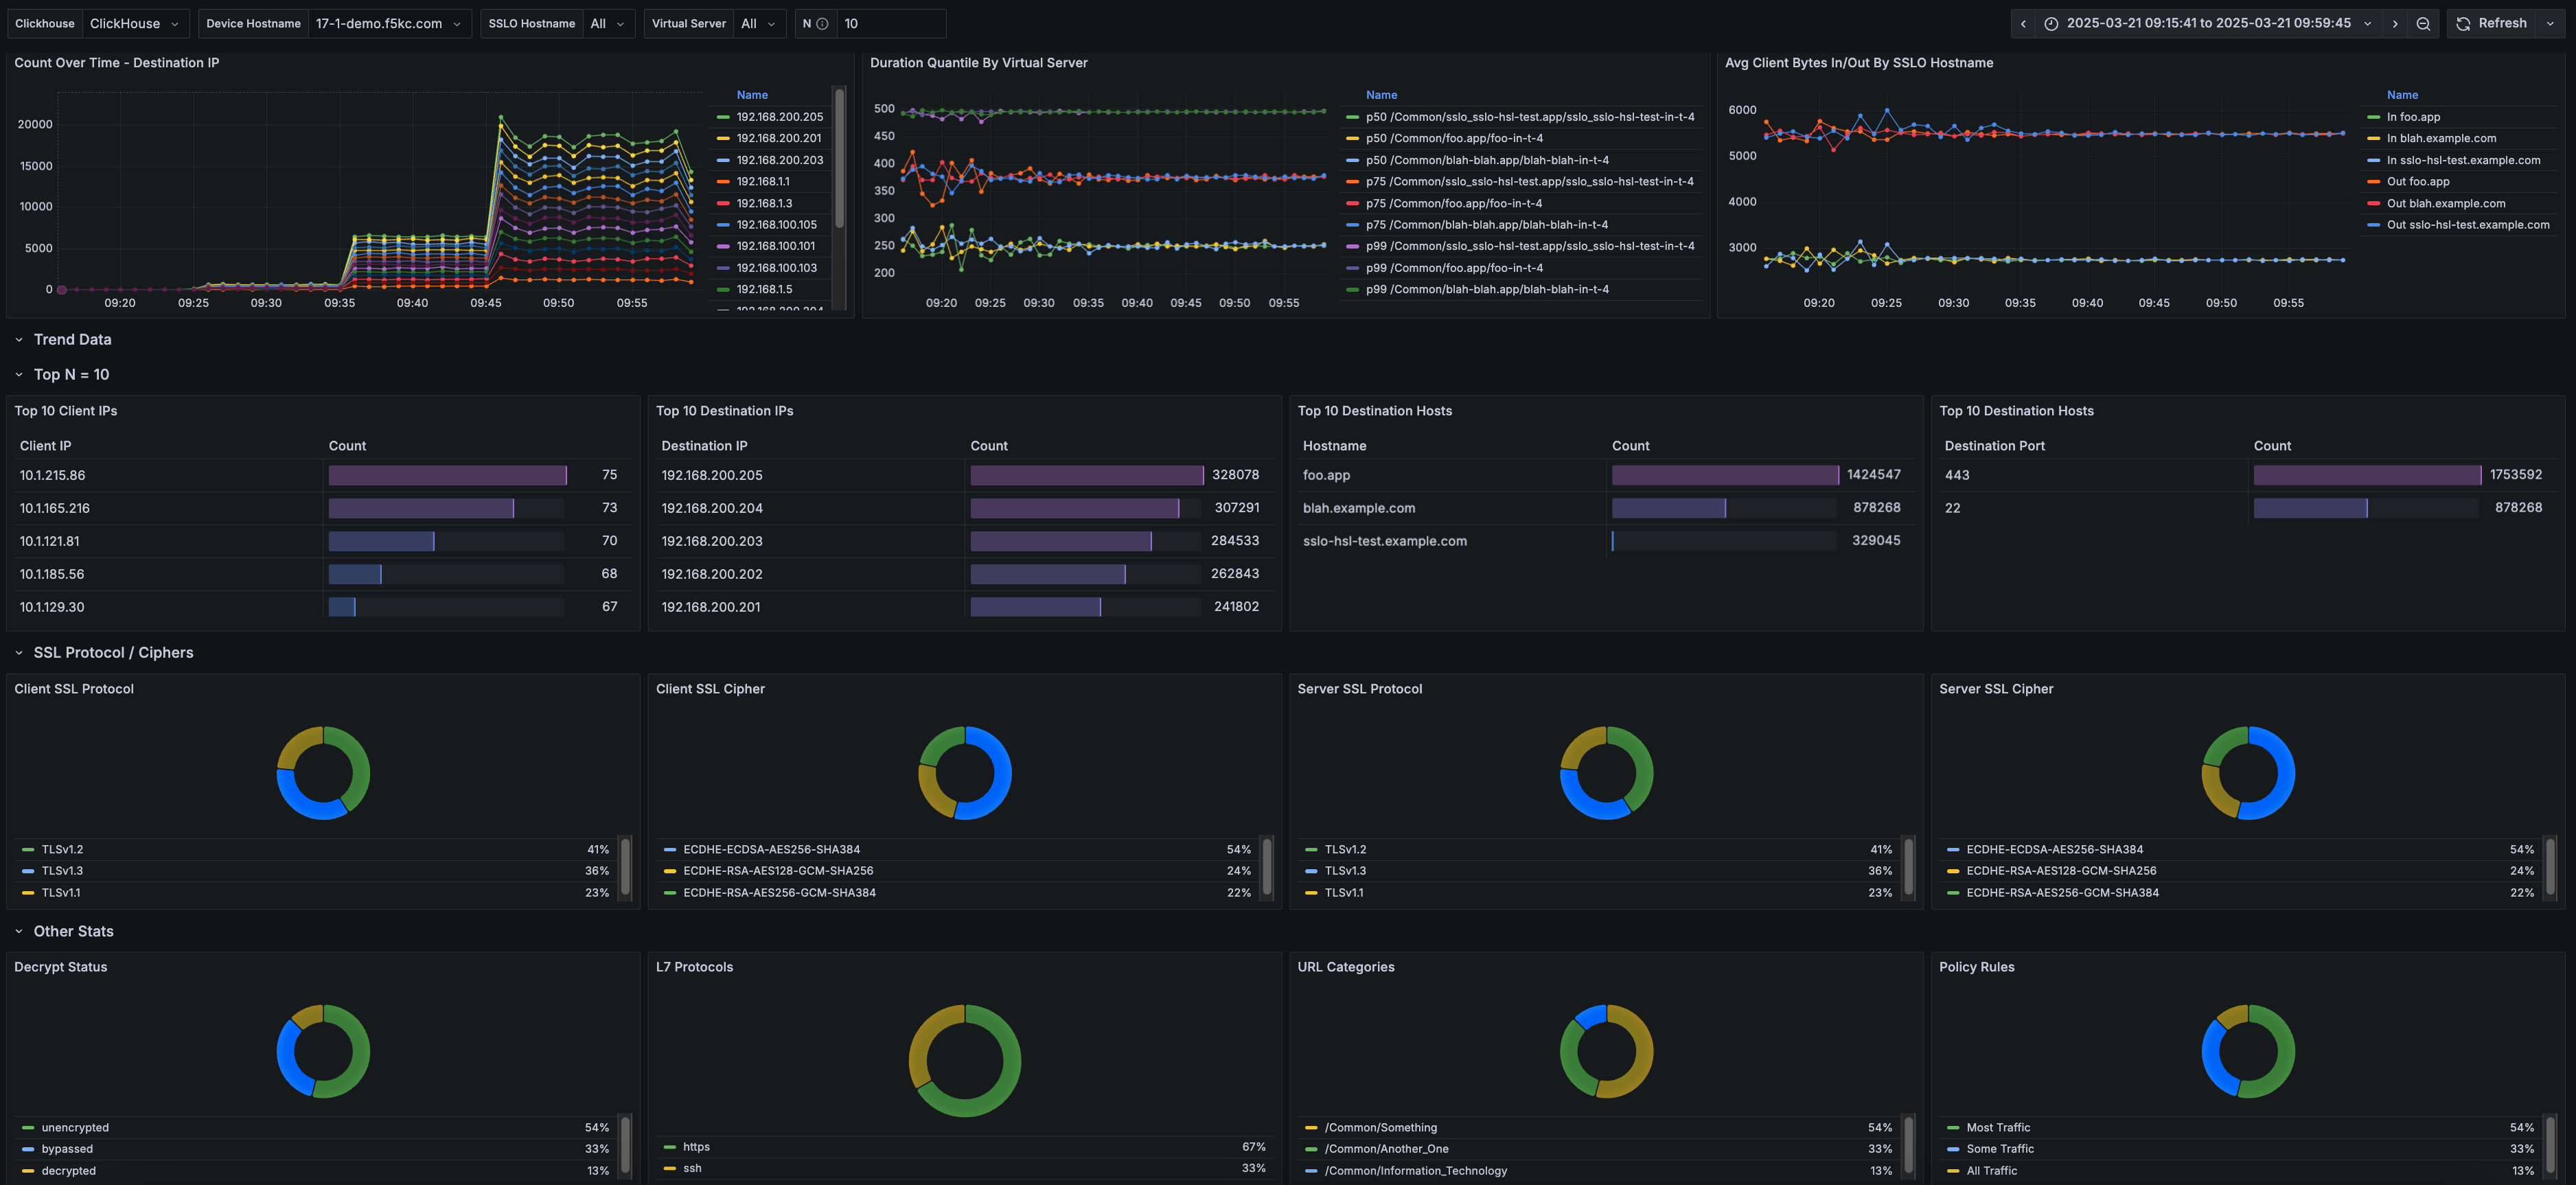 Clickhouse ClickHouse Device Hostname 17-1-demo.f5kc.com SSLO Hostname All Virtual Server All N 10 2025-03-21 09:15:41 to 2025-03-21 09:59:45 Refresh
Count Over Time - Destination IP
20000
15000
10000
5000
0
09:20 09:25 09:30 09:35 09:40 09:45 09:50 09:55
Name
192.168.200.205
192.168.200.201
192.168.200.203
192.168.1.1
192.168.1.3
192.168.100.105
192.168.100.101
192.168.100.103
192.168.1.5
192.168.200.204
Duration Quantile By Virtual Server
500
450
400
350
300
250
200
09:20 09:25 09:30 09:35 09:40 09:45 09:50 09:55
Name
p50 /Common/sslo_sslo-hsl-test.app/sslo_sslo-hsl-test-in-t-4
p50 /Common/foo.app/foo-in-t-4
p50 /Common/blah-blah.app/blah-blah-in-t-4
p75 /Common/sslo_sslo-hsl-test.app/sslo_sslo-hsl-test-in-t-4
p75 /Common/foo.app/foo-in-t-4
p75 /Common/blah-blah.app/blah-blah-in-t-4
p99 /Common/sslo_sslo-hsl-test.app/sslo_sslo-hsl-test-in-t-4
p99 /Common/foo.app/foo-in-t-4
p99 /Common/blah-blah.app/blah-blah-in-t-4
Avg Client Bytes In/Out By SSLO Hostname
6000
5000
4000
3000
09:20 09:25 09:30 09:35 09:40 09:45 09:50 09:55
Name
In foo.app
In blah.example.com
In sslo-hsl-test.example.com
Out foo.app
Out blah.example.com
Out sslo-hsl-test.example.com
Trend Data
Top N = 10
Top 10 Client IPs
Client IP Count
10.1.215.86 75
10.1.165.216 73
10.1.121.81 70
10.1.185.56 68
10.1.129.30 67
Top 10 Destination IPs
Destination IP Count
192.168.200.205 328078
192.168.200.204 307291
192.168.200.203 284533
192.168.200.202 262843
192.168.200.201 241802
Top 10 Destination Hosts
Hostname Count
foo.app 1424547
blah.example.com 878268
sslo-hsl-test.example.com 329045
Top 10 Destination Hosts
Destination Port Count
443 1753592
22 878268
SSL Protocol / Ciphers
Client SSL Protocol
TLSv1.2 41%
TLSv1.3 36%
TLSv1.1 23%
Client SSL Cipher
ECDHE-ECDSA-AES256-SHA384 54%
ECDHE-RSA-AES128-GCM-SHA256 24%
ECDHE-RSA-AES256-GCM-SHA384 22%
Server SSL Protocol
TLSv1.2 41%
TLSv1.3 36%
TLSv1.1 23%
Server SSL Cipher
ECDHE-ECDSA-AES256-SHA384 54%
ECDHE-RSA-AES128-GCM-SHA256 24%
ECDHE-RSA-AES256-GCM-SHA384 22%
Other Stats
Decrypt Status
unencrypted 54%
bypassed 33%
decrypted 13%
L7 Protocols
https 67%
ssh 33%
URL Categories
/Common/Something 54%
/Common/Another_One 33%
/Common/Information_Technology 13%
Policy Rules
Most Traffic 54%
Some Traffic 33%
All Traffic 13%